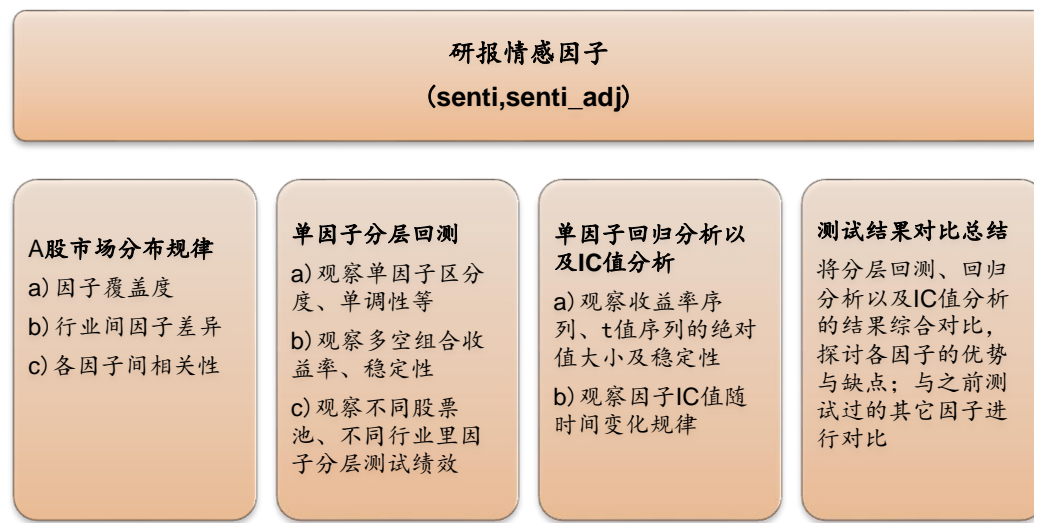 研报情感因子
(senti,senti_adj)
A股市场分布规律
a)因子覆盖度
b)行业间因子差异
c)各因子间相关性
单因子分层回测
a)观察单因子区分
度、单调性等
b)观察多空组合收
益率、稳定性
c)观察不同股票
池、不同行业里因
子分层测试绩效
单因子回归分析以
及IC值分析
a)观察收益率序
列、t值序列的绝对
值大小及稳定性
b)观察因子IC值随
时间变化规律
测试结果对比总结
将分层回测、回归
分析以及IC值分析
的结果综合对比，
探讨各因子的优势
与缺点；与之前测
试过的其它因子进
行对比